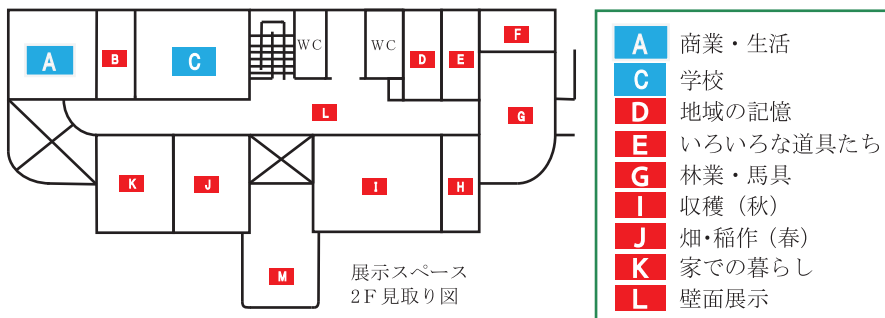 A
B
C
WC
WC
D
E
F
G
L
K
J
I
H
M
展示スペース
2F見取り図
A 商業・生活
C 学校
D 地域の記憶
E いろいろな道具たち
G 林業・馬具
I 収穫（秋）
J 畑・稲作（春）
K 家での暮らし
L 壁面展示